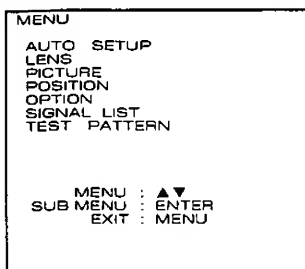 MENU
AUTO SETUP
LENS
PICTURE
POSITION
OPTION
SIGNAL LIST
TEST PATTERN
MENU : ▲▼
SUB MENU : ENTER
EXIT : MENU